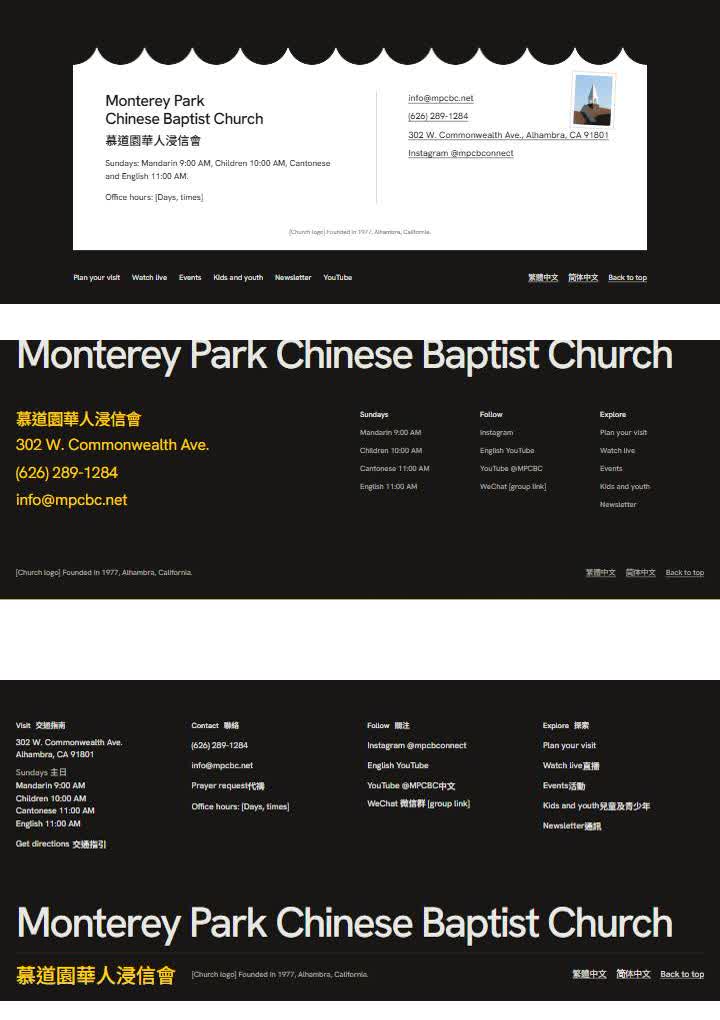 Monterey Park
Chinese Baptist Church
慕道園華人浸信會
Sundays: Mandarin 9:00 AM, Children 10:00 AM, Cantonese
and English 11:00 AM.
Office hours: [Days, times]
info@mpcbc.net
(626) 289-1284
302 W. Commonwealth Ave., Alhambra, CA 91801
Instagram @mpcbconnect
[Church logo] Founded in 1977, Alhambra, California.
Plan your visit Watch live Events Kids and youth Newsletter YouTube
繁體中文 简体中文 Back to top
Monterey Park Chinese Baptist Church
慕道園華人浸信會
302 W. Commonwealth Ave.
(626) 289-1284
info@mpcbc.net
Sundays
Mandarin 9:00 AM
Children 10:00 AM
Cantonese 11:00 AM
English 11:00 AM
Follow
Instagram
English YouTube
YouTube @MPCBC
WeChat [group link]
Explore
Plan your visit
Watch live
Events
Kids and youth
Newsletter
[Church logo] Founded in 1977, Alhambra, California.
繁體中文 简体中文 Back to top
Visit 交通指南
302 W. Commonwealth Ave.
Alhambra, CA 91801
Sundays 主日
Mandarin 9:00 AM
Children 10:00 AM
Cantonese 11:00 AM
English 11:00 AM
Get directions 交通指引
Contact 聯絡
(626) 289-1284
info@mpcbc.net
Prayer request代禱
Office hours: [Days, times]
Follow 關注
Instagram @mpcbconnect
English YouTube
YouTube @MPCBC中文
WeChat 微信群 [group link]
Explore 探索
Plan your visit
Watch live直播
Events活動
Kids and youth兒童及青少年
Newsletter通訊
Monterey Park Chinese Baptist Church
慕道園華人浸信會
[Church logo] Founded in 1977, Alhambra, California.
繁體中文 简体中文 Back to top